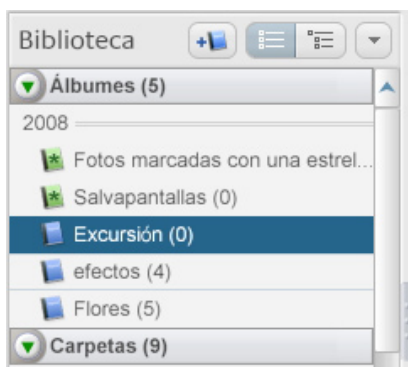 Biblioteca
Álbumes (5)
2008
Fotos marcadas con una estrel...
Salvapantallas (0)
Excursión (0)
efectos (4)
Flores (5)
Carpetas (9)